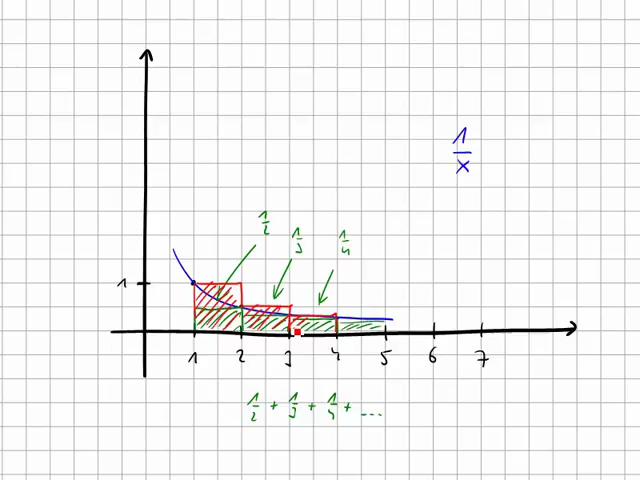 1/x
1/2 1/3 1/4
1
1 2 3 4 5 6 7
1/2 + 1/3 + 1/4 + ...